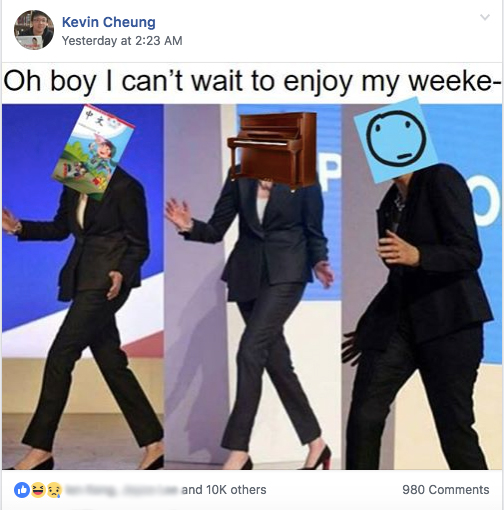 Kevin Cheung
Yesterday at 2:23 AM
Oh boy I can't wait to enjoy my weeke-
中文
P
O
and 10K others
980 Comments